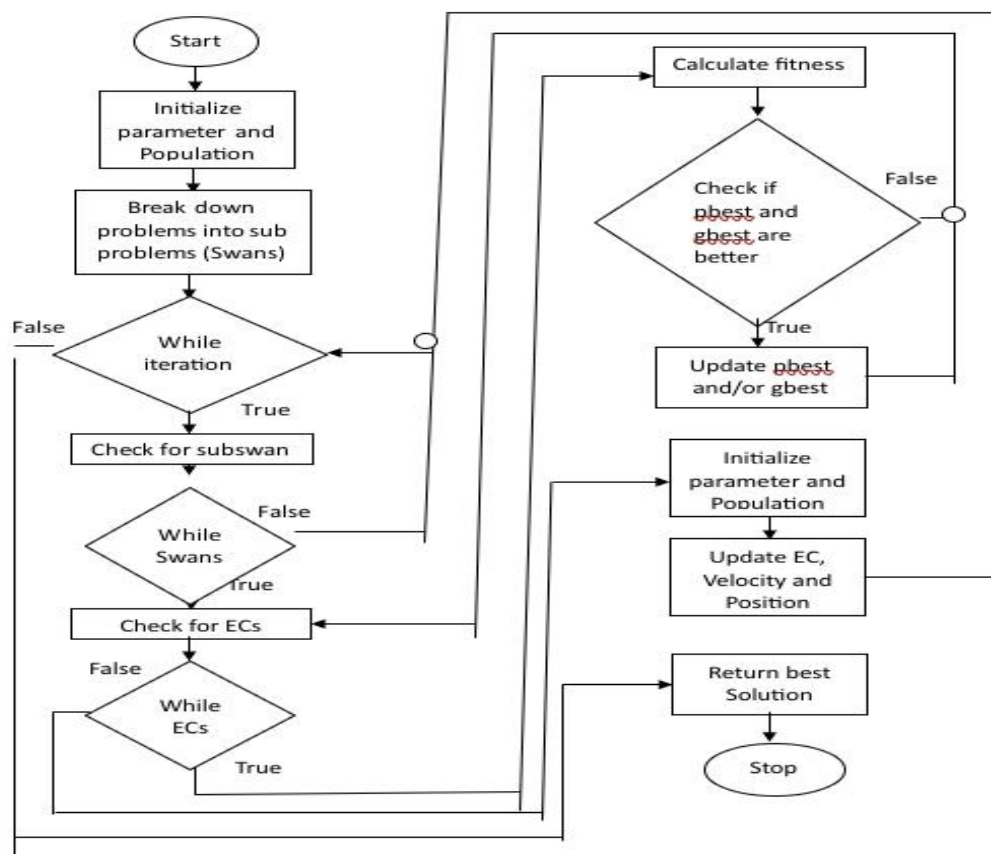 Start
Initialize
parameter and
Population
Break down
problems into sub
problems (Swans)
False
While
iteration
True
Check for subswan
False
While
Swans
True
Check for ECs
False
While
ECs
True
Calculate fitness
False
Check if
pbest and
gbest are
better
True
Update pbest
and/or gbest
Initialize
parameter and
Population
Update EC,
Velocity and
Position
Return best
Solution
Stop